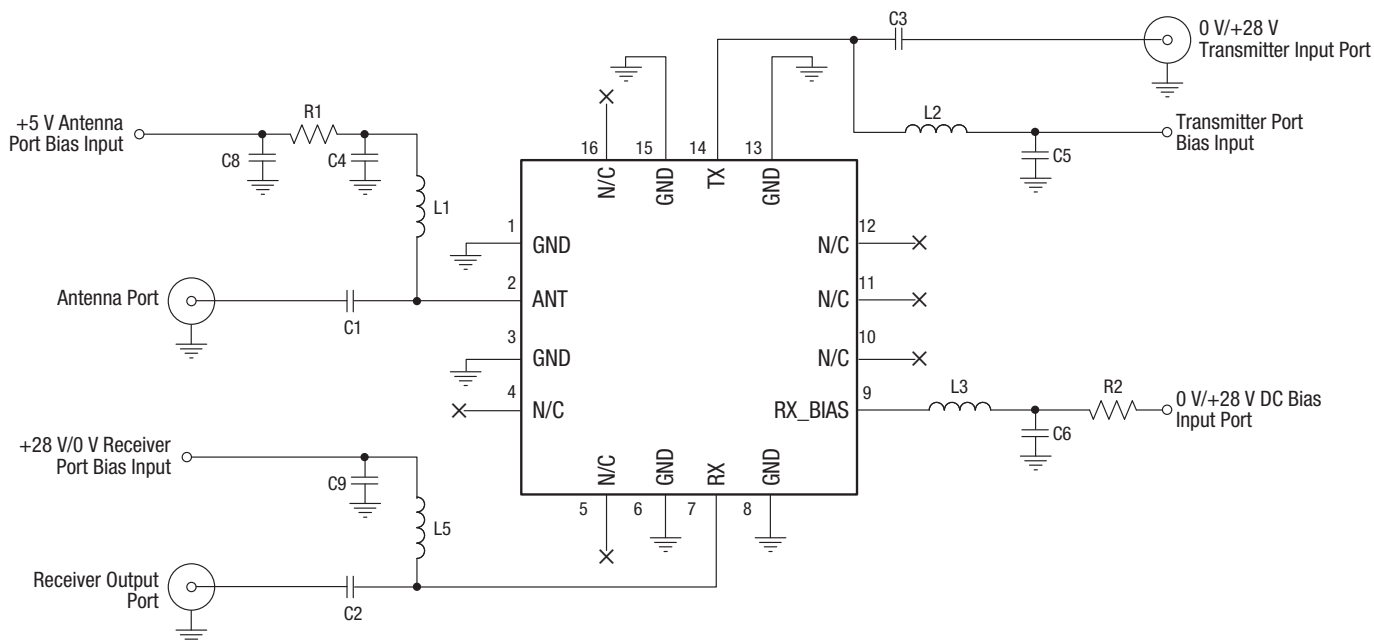 C3
0 V/+28 V
Transmitter Input Port
+5 V Antenna
Port Bias Input
R1
C8
C4
L1
L2
C5
Transmitter Port
Bias Input
16
15
14
13
N/C
GND
TX
GND
1
GND
12
N/C
Antenna Port
C1
2
ANT
11
N/C
3
GND
10
N/C
4
N/C
9
RX_BIAS
L3
C6
R2
0 V/+28 V DC Bias
Input Port
+28 V/0 V Receiver
Port Bias Input
C9
L5
N/C
GND
RX
GND
5
6
7
8
Receiver Output
Port
C2